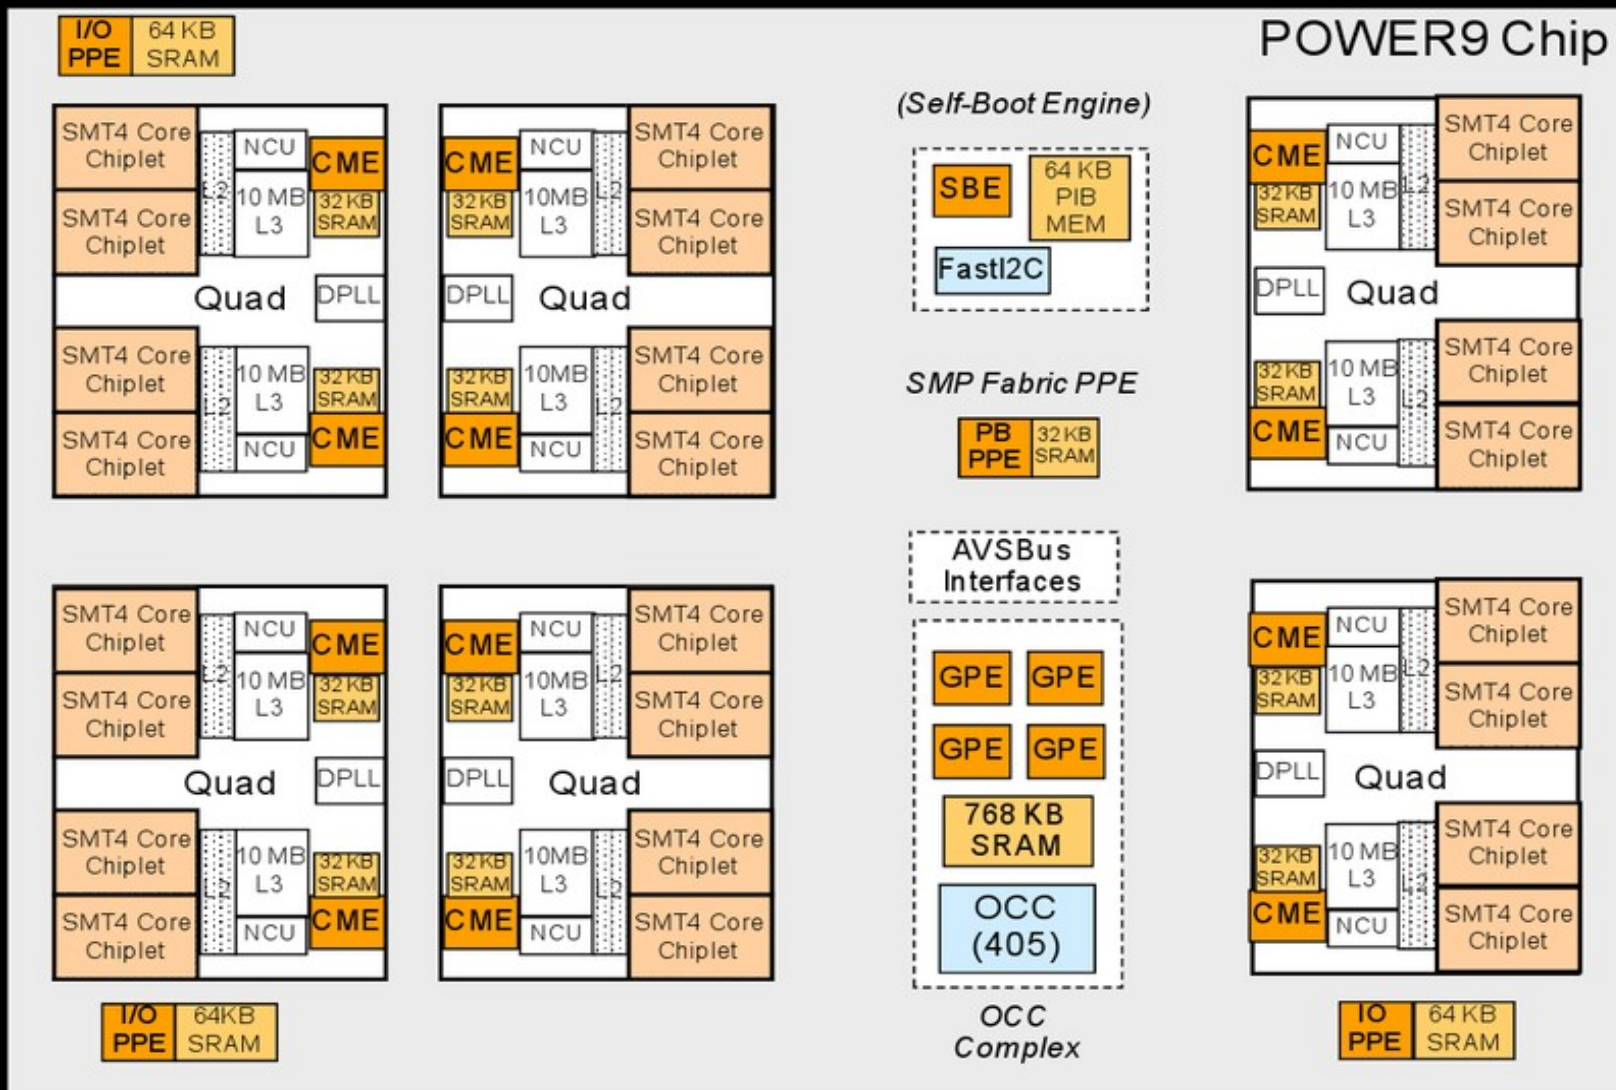 I/O
PPE
64 KB
SRAM
POWER9 Chip
SMT4 Core
Chiplet
SMT4 Core
Chiplet
L2
NCU
10 MB
L3
CME
32 KB
SRAM
Quad
DPLL
SMT4 Core
Chiplet
SMT4 Core
Chiplet
L2
10 MB
L3
NCU
32 KB
SRAM
CME
CME
32 KB
SRAM
NCU
10MB
L3
L2
SMT4 Core
Chiplet
SMT4 Core
Chiplet
DPLL
Quad
32 KB
SRAM
CME
10MB
L3
NCU
L2
SMT4 Core
Chiplet
SMT4 Core
Chiplet
(Self-Boot Engine)
SBE
64 KB
PIB
MEM
FastI2C
SMP Fabric PPE
PB
PPE
32 KB
SRAM
CME
32 KB
SRAM
NCU
10 MB
L3
L2
SMT4 Core
Chiplet
SMT4 Core
Chiplet
DPLL
Quad
32 KB
SRAM
CME
10 MB
L3
NCU
L2
SMT4 Core
Chiplet
SMT4 Core
Chiplet
SMT4 Core
Chiplet
SMT4 Core
Chiplet
L2
NCU
10 MB
L3
CME
32 KB
SRAM
Quad
DPLL
SMT4 Core
Chiplet
SMT4 Core
Chiplet
L2
10 MB
L3
NCU
32 KB
SRAM
CME
CME
32 KB
SRAM
NCU
10MB
L3
L2
SMT4 Core
Chiplet
SMT4 Core
Chiplet
DPLL
Quad
32 KB
SRAM
CME
10MB
L3
NCU
L2
SMT4 Core
Chiplet
SMT4 Core
Chiplet
AVSBus
Interfaces
GPE
GPE
GPE
GPE
768 KB
SRAM
OCC
(405)
OCC
Complex
CME
32 KB
SRAM
NCU
10 MB
L3
L2
SMT4 Core
Chiplet
SMT4 Core
Chiplet
DPLL
Quad
32 KB
SRAM
CME
10 MB
L3
NCU
L2
SMT4 Core
Chiplet
SMT4 Core
Chiplet
I/O
PPE
64KB
SRAM
IO
PPE
64 KB
SRAM